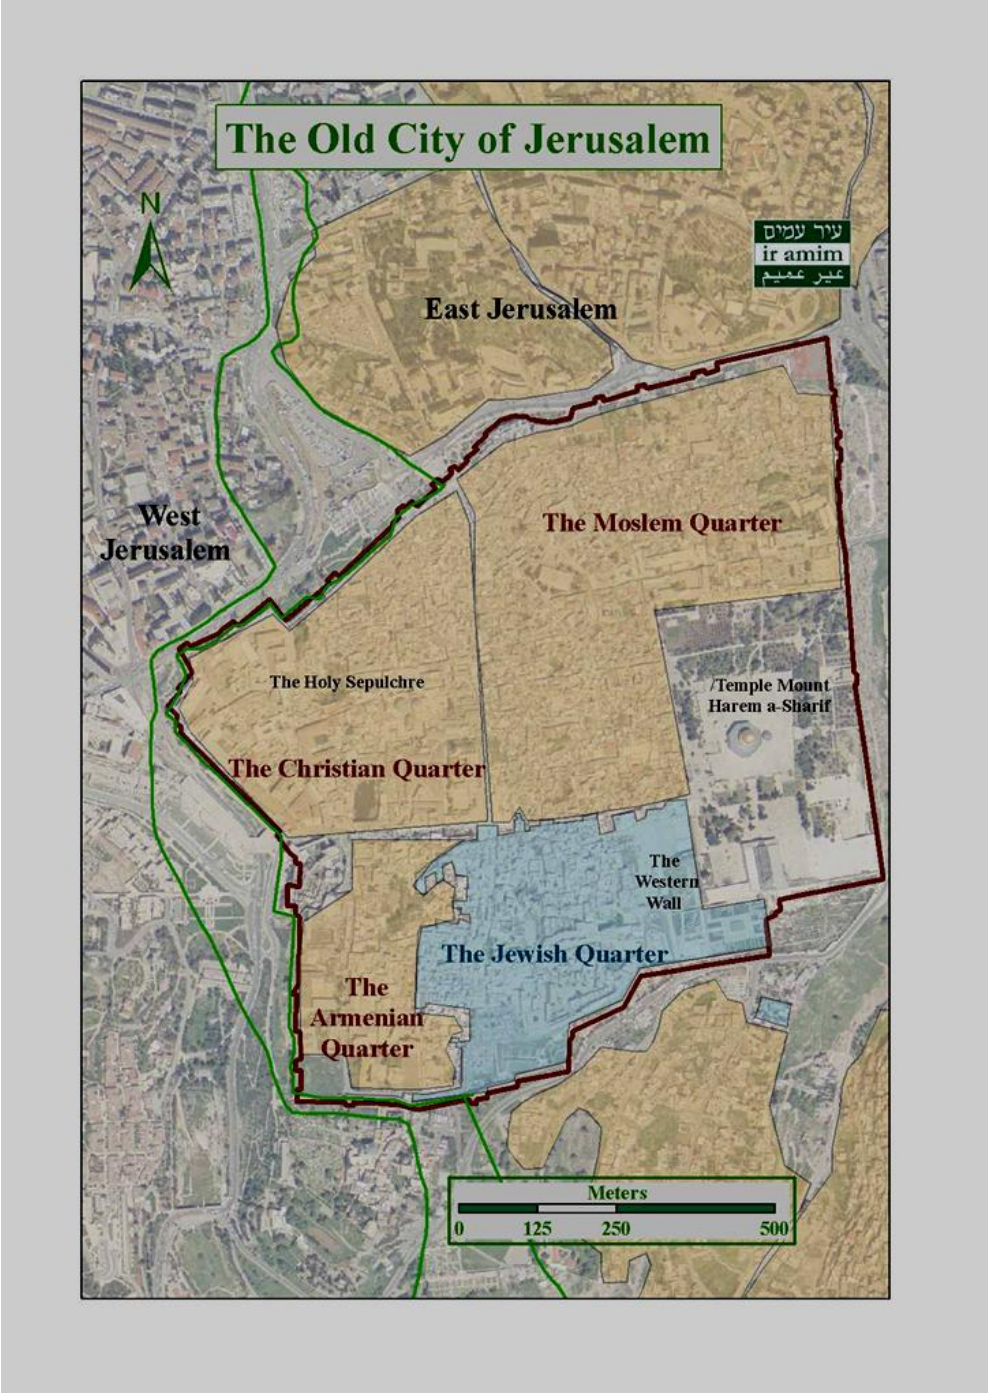 The Old City of Jerusalem
N
עיר עמים
ir amim
عير عميم
East Jerusalem
The Moslem Quarter
West
Jerusalem
The Holy Sepulchre
/Temple Mount
Harem a-Sharif
The Christian Quarter
The
Western
Wall
The Jewish Quarter
The
Armenian
Quarter
Meters
0 125 250 500